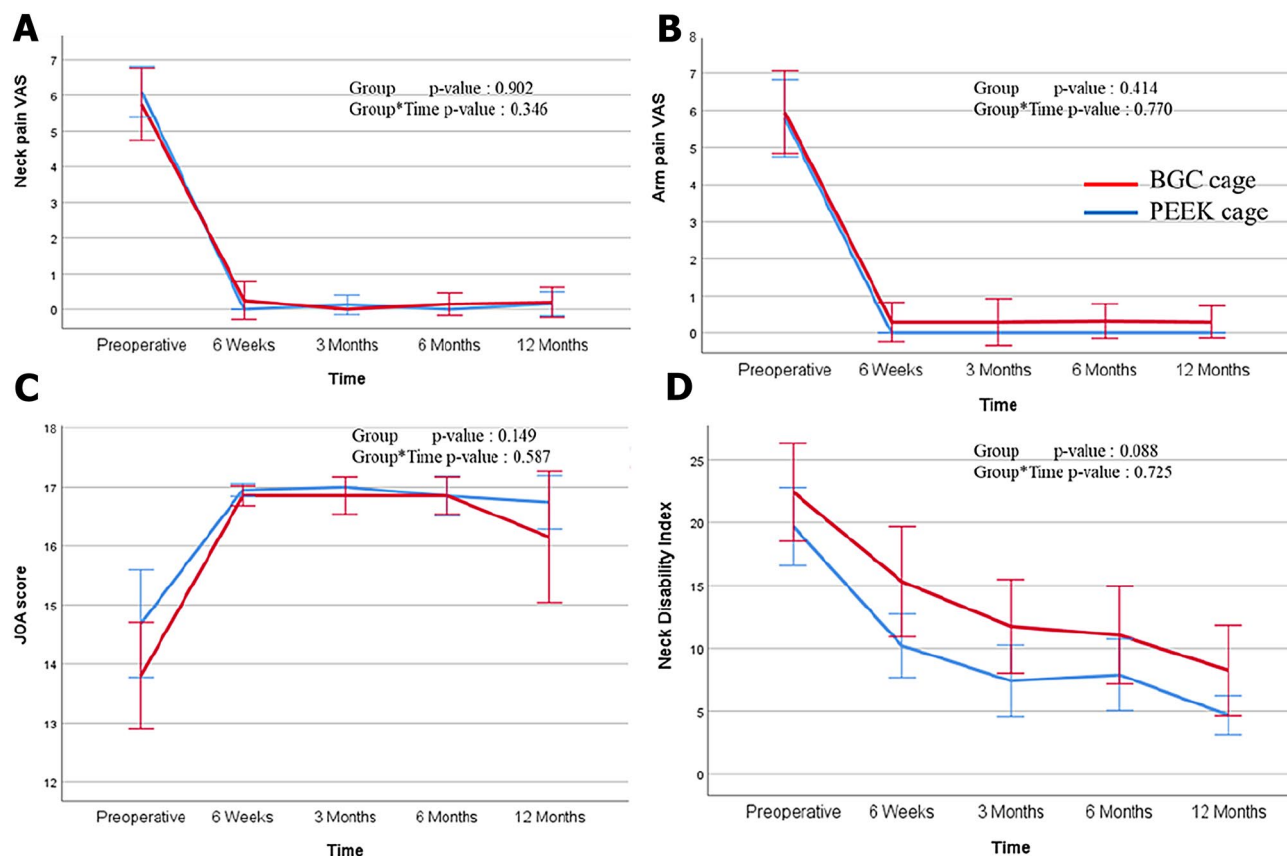 A
Neck pain VAS
7
6
5
4
3
2
1
0
Group p-value : 0.902
Group*Time p-value : 0.346
Preoperative 6 Weeks 3 Months 6 Months 12 Months
Time
B
Arm pain VAS
8
7
6
5
4
3
2
1
0
Group p-value : 0.414
Group*Time p-value : 0.770
BGC cage
PEEK cage
Preoperative 6 Weeks 3 Months 6 Months 12 Months
Time
C
JOA score
18
17
16
15
14
13
12
Group p-value : 0.149
Group*Time p-value : 0.587
Preoperative 6 Weeks 3 Months 6 Months 12 Months
Time
D
Neck Disability Index
25
20
15
10
5
0
Group p-value : 0.088
Group*Time p-value : 0.725
Preoperative 6 Weeks 3 Months 6 Months 12 Months
Time